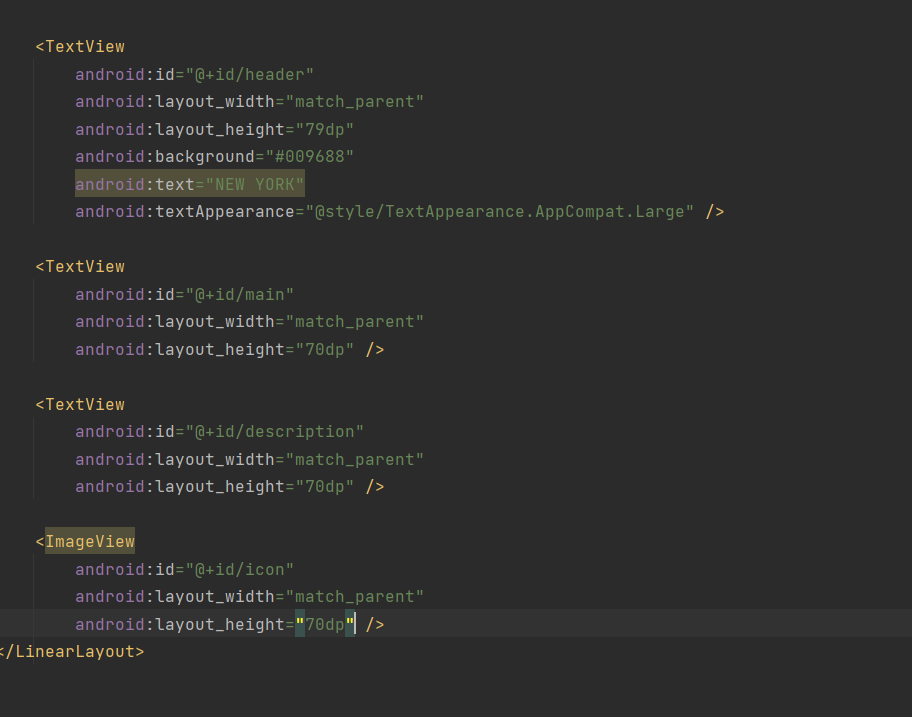 <TextView
android:id="@+id/header"
android:layout_width="match_parent"
android:layout_height="79dp"
android:background="#009688"
android:text="NEW YORK"
android:textAppearance="@style/TextAppearance.AppCompat.Large" />
<TextView
android:id="@+id/main"
android:layout_width="match_parent"
android:layout_height="70dp" />
<TextView
android:id="@+id/description"
android:layout_width="match_parent"
android:layout_height="70dp" />
<ImageView
android:id="@+id/icon"
android:layout_width="match_parent"
android:layout_height="70dp" />
</LinearLayout>